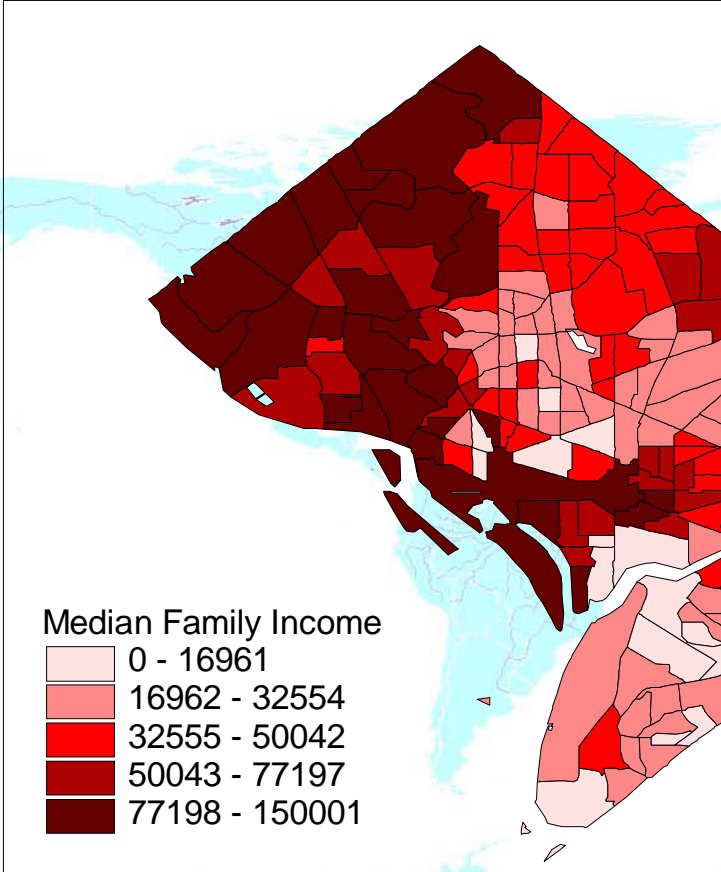 Median Family Income
0 - 16961
16962 - 32554
32555 - 50042
50043 - 77197
77198 - 150001